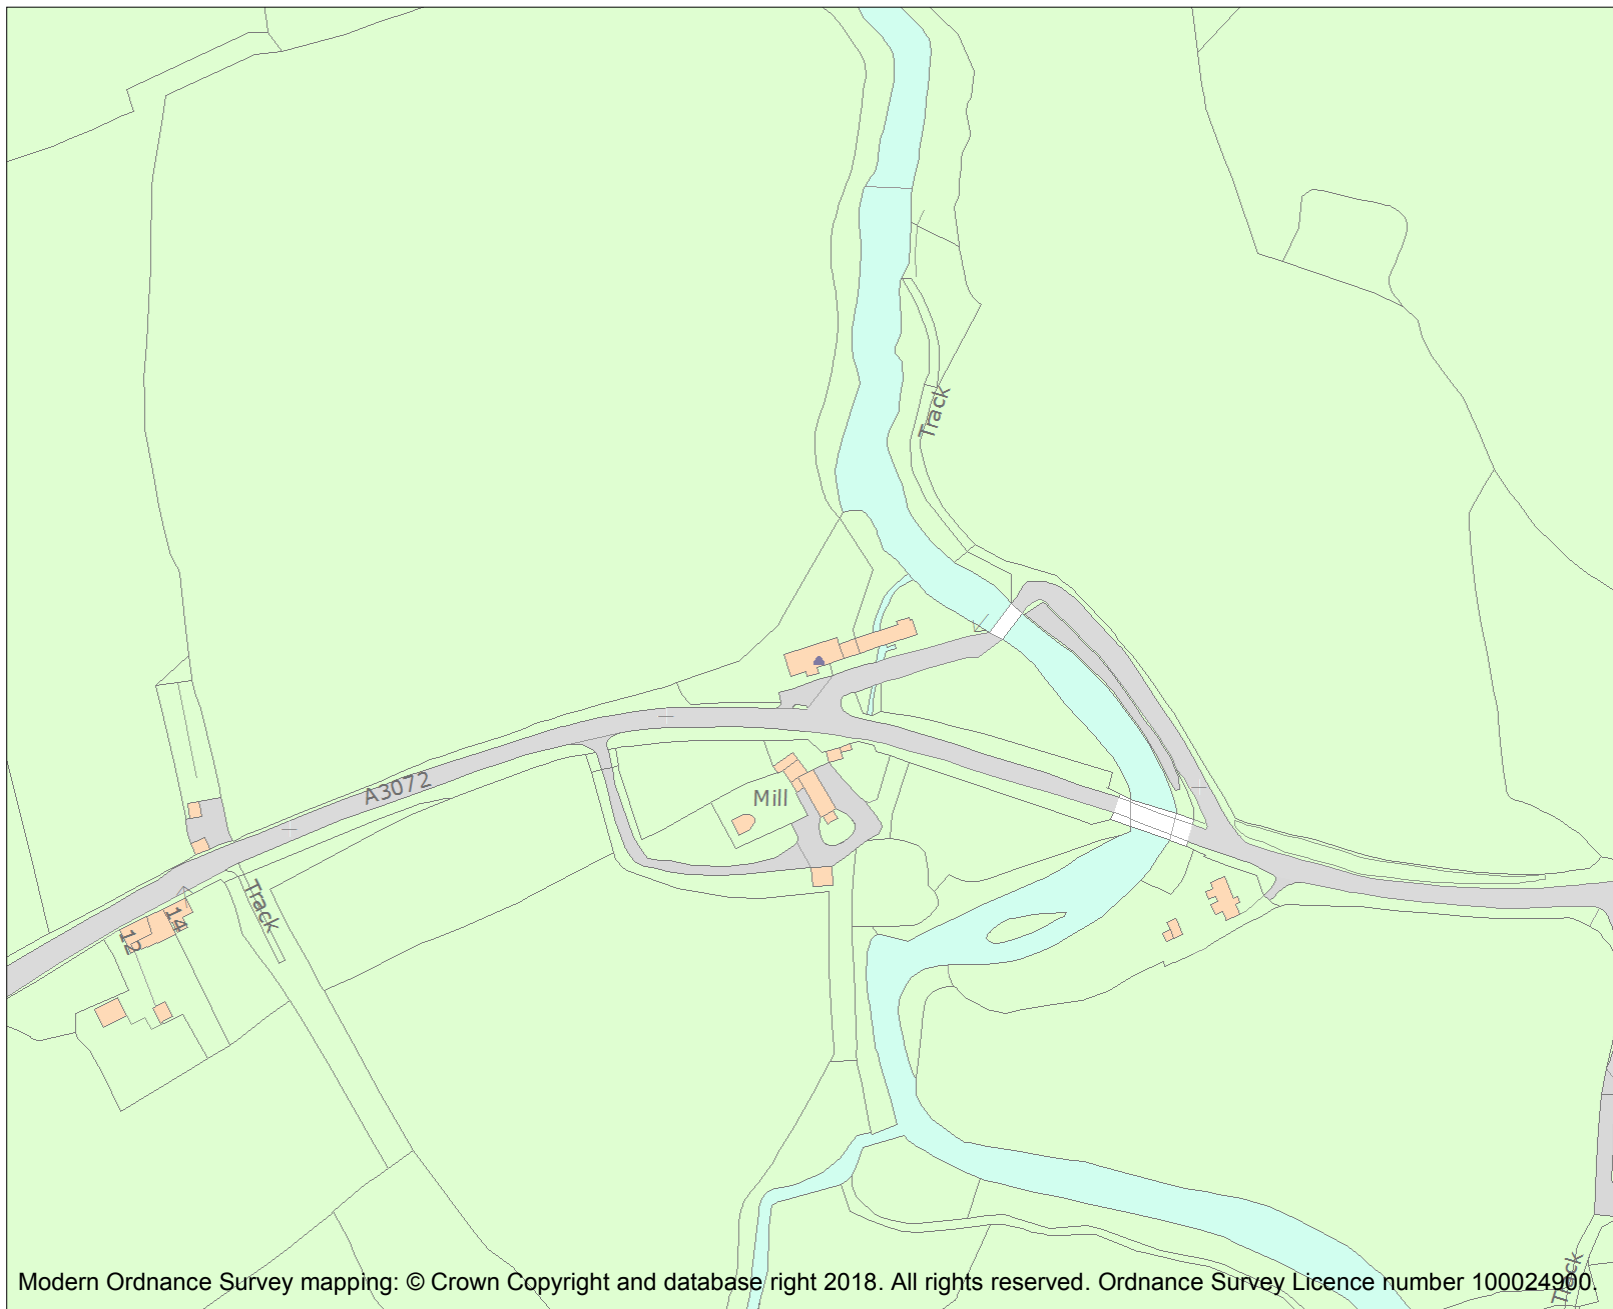 Track
A3072
Mill
Track
14
12
Track
Modern Ordnance Survey mapping: © Crown Copyright and database right 2018. All rights reserved. Ordnance Survey Licence number 100024900.